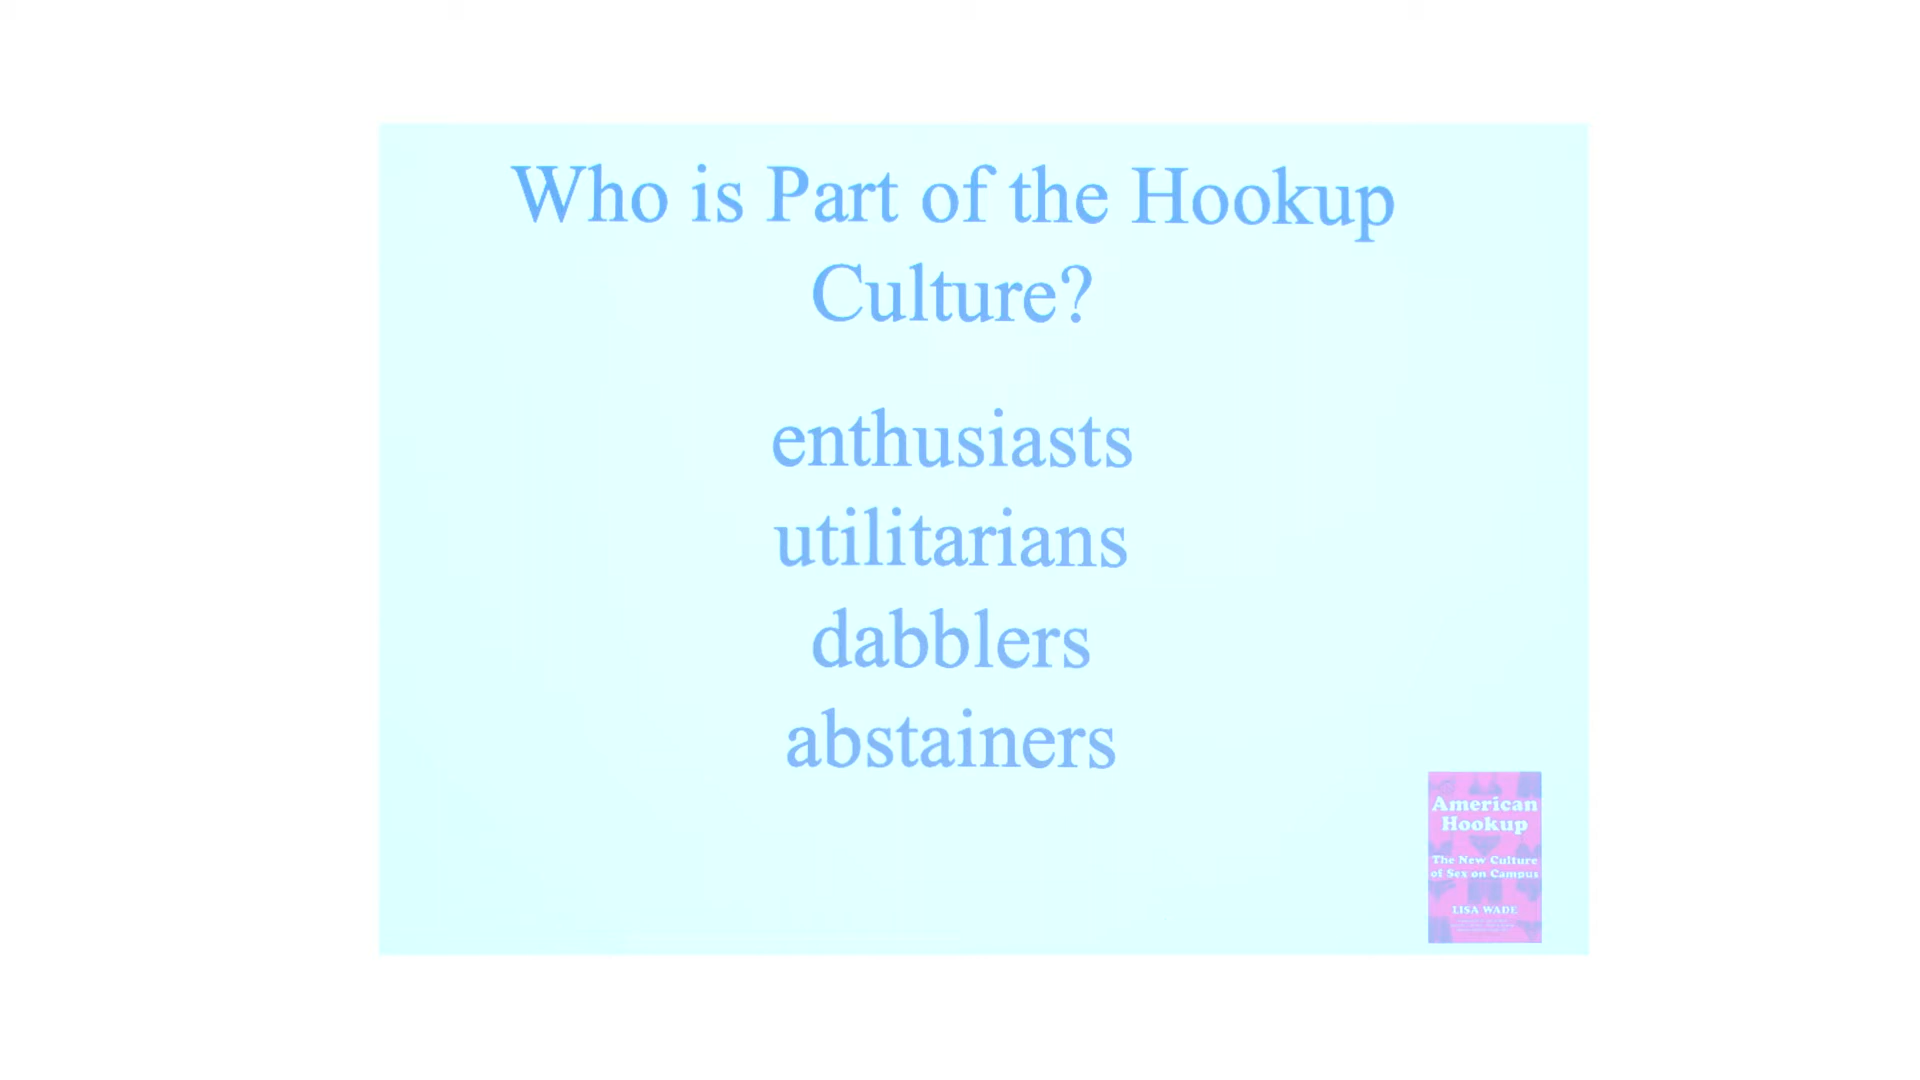 Who is Part of the Hookup
Culture?
enthusiasts
utilitarians
dabblers
abstainers
American
Hookup
The New Culture
of Sex on Campus
LISA WADE